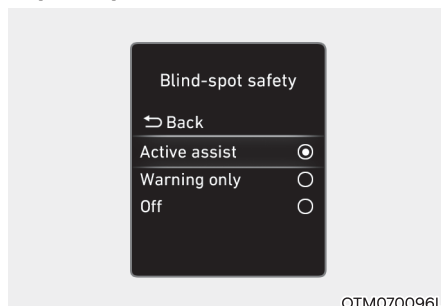 Blind-spot safety
Back
Active assist
Warning only
Off
OTM070096L